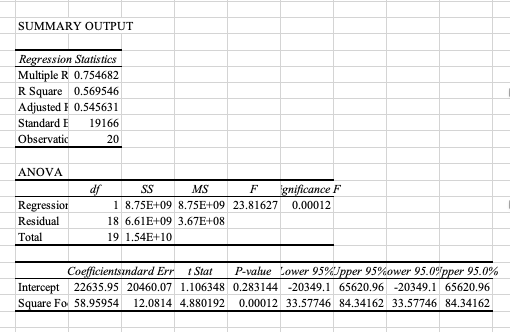 SUMMARY OUTPUT
Regression Statistics
Multiple R 0.754682
R Square 0.569546
Adjusted F 0.545631
Standard E 19166
Observatio 20
ANOVA
df SS MS F gnificance F
Regression 1 8.75E+09 8.75E+09 23.81627 0.00012
Residual 18 6.61E+09 3.67E+08
Total 19 1.54E+10
Coefficients andard Err t Stat P-value Lower 95% Upper 95% ower 95.0% pper 95.0%
Intercept 22635.95 20460.07 1.106348 0.283144 -20349.1 65620.96 -20349.1 65620.96
Square Fo 58.95954 12.0814 4.880192 0.00012 33.57746 84.34162 33.57746 84.34162